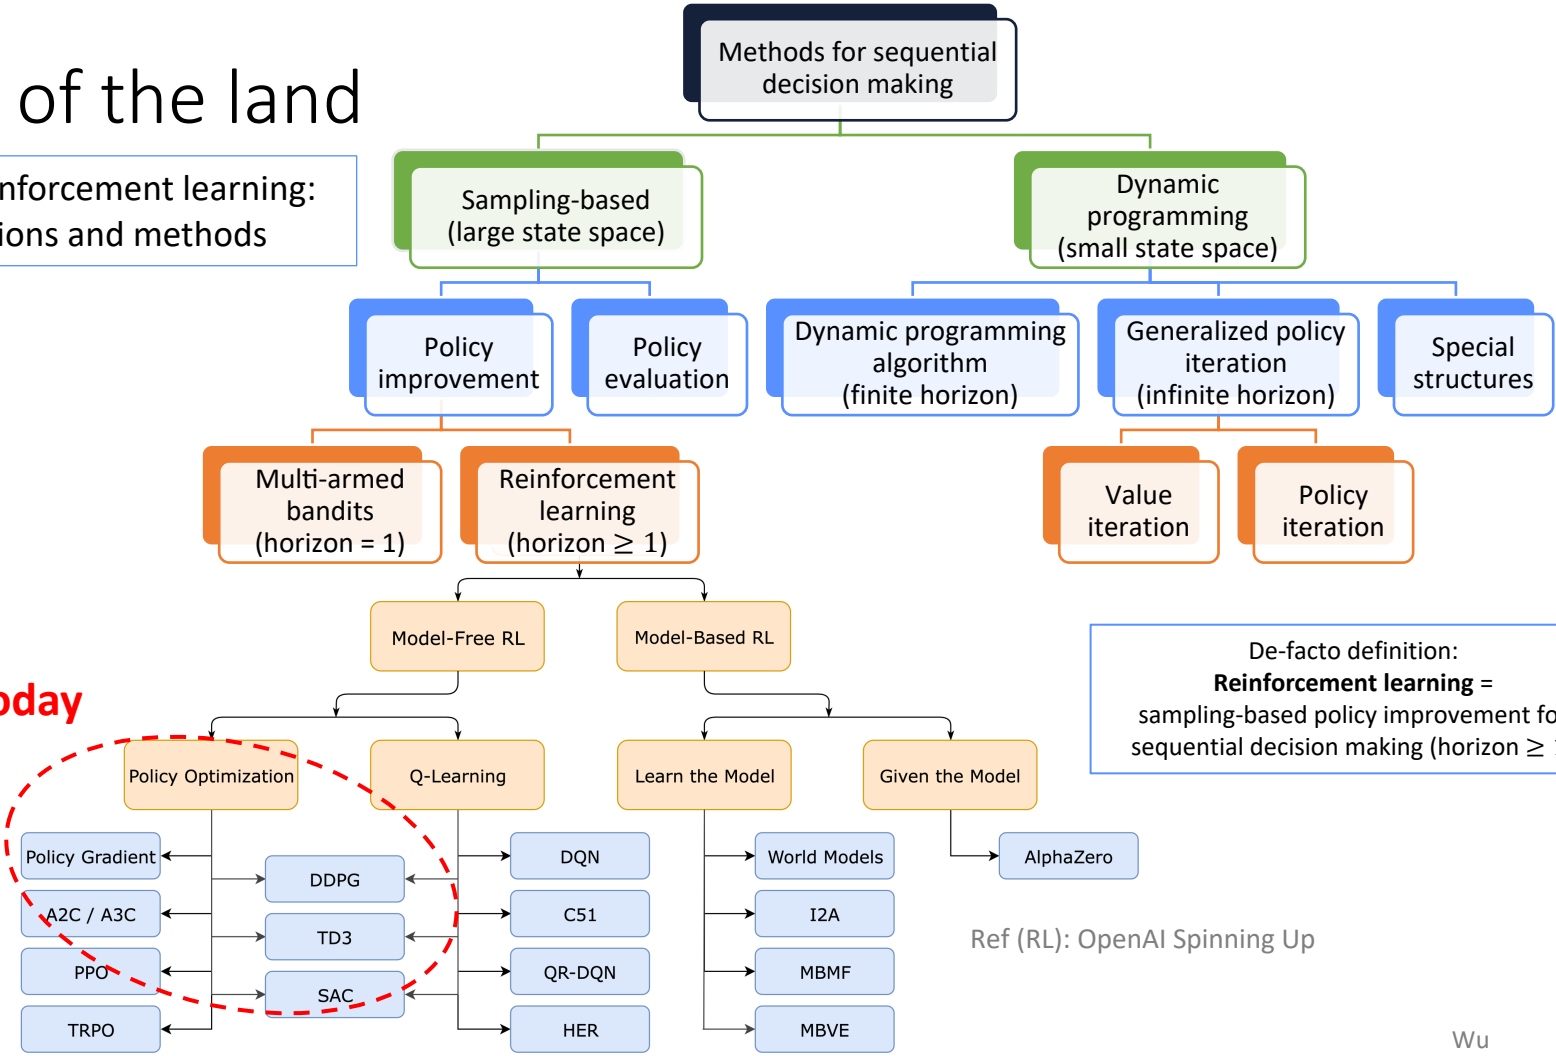 of the land
nforcement learning:
ions and methods
Methods for sequential
decision making
Sampling-based
(large state space)
Dynamic
programming
(small state space)
Policy
improvement
Policy
evaluation
Dynamic programming
algorithm
(finite horizon)
Generalized policy
iteration
(infinite horizon)
Special
structures
Multi-armed
bandits
(horizon = 1)
Reinforcement
learning
(horizon ≥ 1)
Value
iteration
Policy
iteration
Model-Free RL
Model-Based RL
oday
De-facto definition:
Reinforcement learning =
sampling-based policy improvement fo
sequential decision making (horizon ≥ 1
Policy Optimization
Q-Learning
Learn the Model
Given the Model
Policy Gradient
A2C / A3C
PPO
TRPO
DDPG
TD3
SAC
DQN
C51
QR-DQN
HER
World Models
I2A
MBMF
MBVE
AlphaZero
Ref (RL): OpenAI Spinning Up
Wu